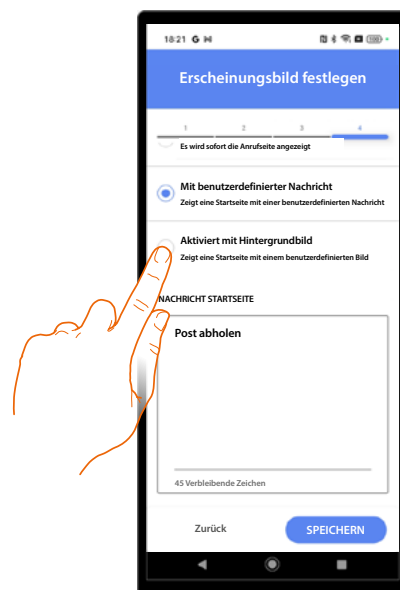 18:21 G
100
Erscheinungsbild festlegen
1 2 3 4
Es wird sofort die Anrufseite angezeigt
Mit benutzerdefinierter Nachricht
Zeigt eine Startseite mit einer benutzerdefinierten Nachricht
Aktiviert mit Hintergrundbild
Zeigt eine Startseite mit einem benutzerdefinierten Bild
NACHRICHT STARTSEITE
Post abholen
45 Verbleibende Zeichen
Zurück
SPEICHERN